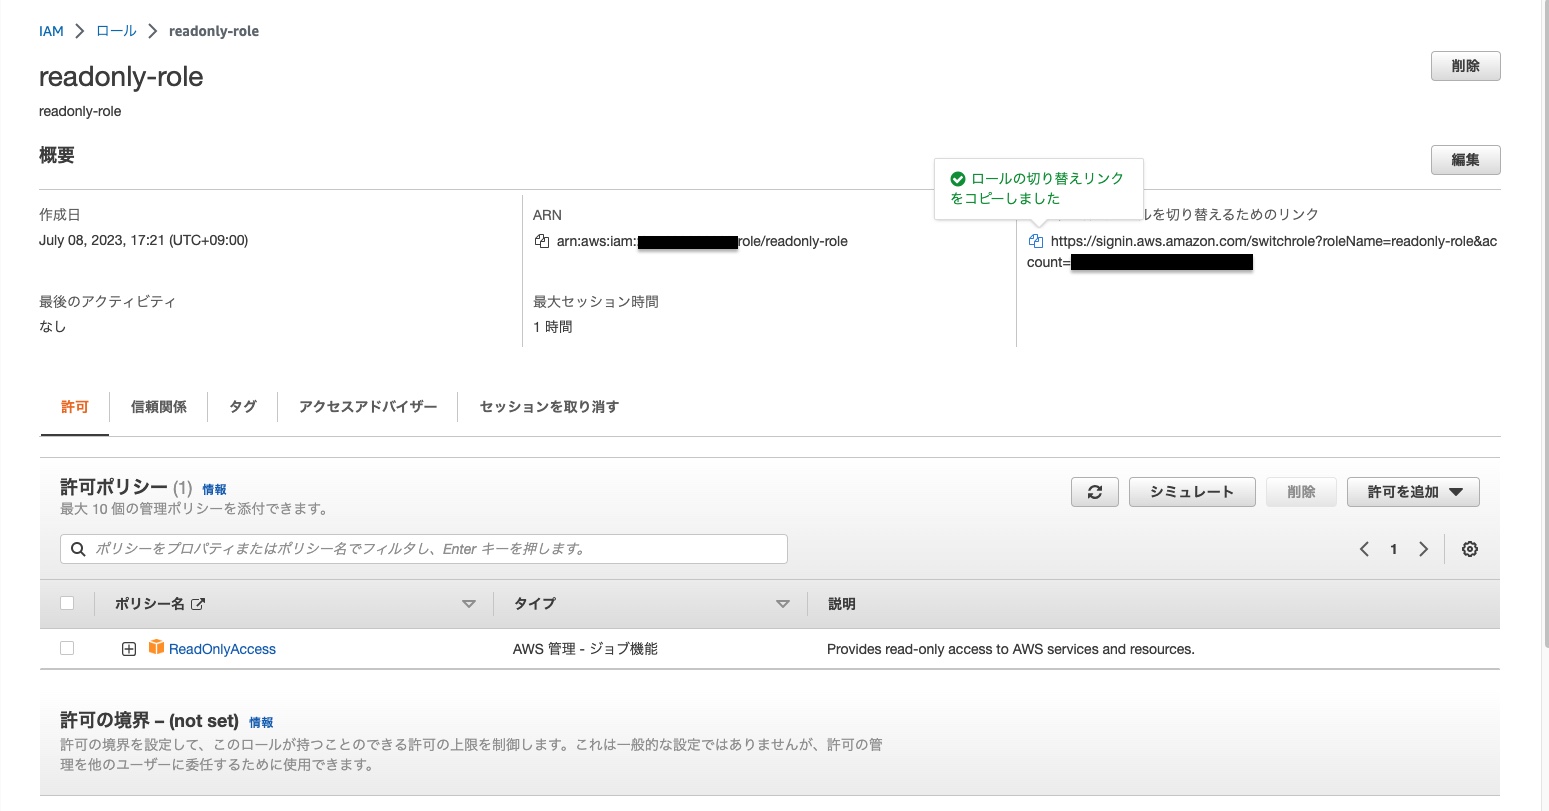 IAM > ロール > readonly-role
readonly-role
削除
readonly-role
概要
編集
ロールの切り替えリンク
をコピーしました
作成日
July 08, 2023, 17:21 (UTC+09:00)
ARN
arn:aws:iam: role/readonly-role
ルを切り替えるためのリンク
https://signin.aws.amazon.com/switchrole?roleName=readonly-role&ac
count=
最後のアクティビティ
なし
最大セッション時間
1 時間
許可 信頼関係 タグ アクセスアドバイザー セッションを取り消す
許可ポリシー (1) 情報
最大 10 個の管理ポリシーを添付できます。
シミュレート 削除 許可を追加
ポリシーをプロパティまたはポリシー名でフィルタし、Enter キーを押します。
1
ポリシー名 タイプ 説明
ReadOnlyAccess AWS 管理 - ジョブ機能 Provides read-only access to AWS services and resources.
許可の境界 – (not set) 情報
許可の境界を設定して、このロールが持つことのできる許可の上限を制御します。これは一般的な設定ではありませんが、許可の管
理を他のユーザーに委任するために使用できます。